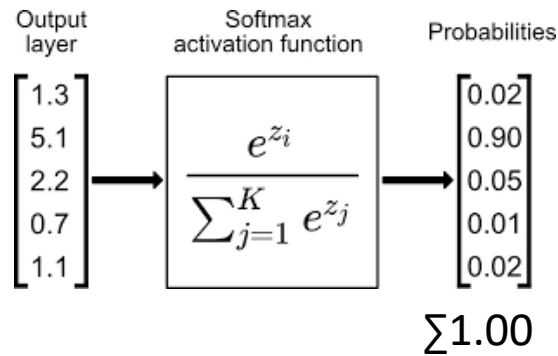 Output
layer
Softmax
activation function
Probabilities
1.3
5.1
2.2
0.7
1.1
e^{z_i}
∑_{j=1}^{K} e^{z_j}
0.02
0.90
0.05
0.01
0.02
∑1.00